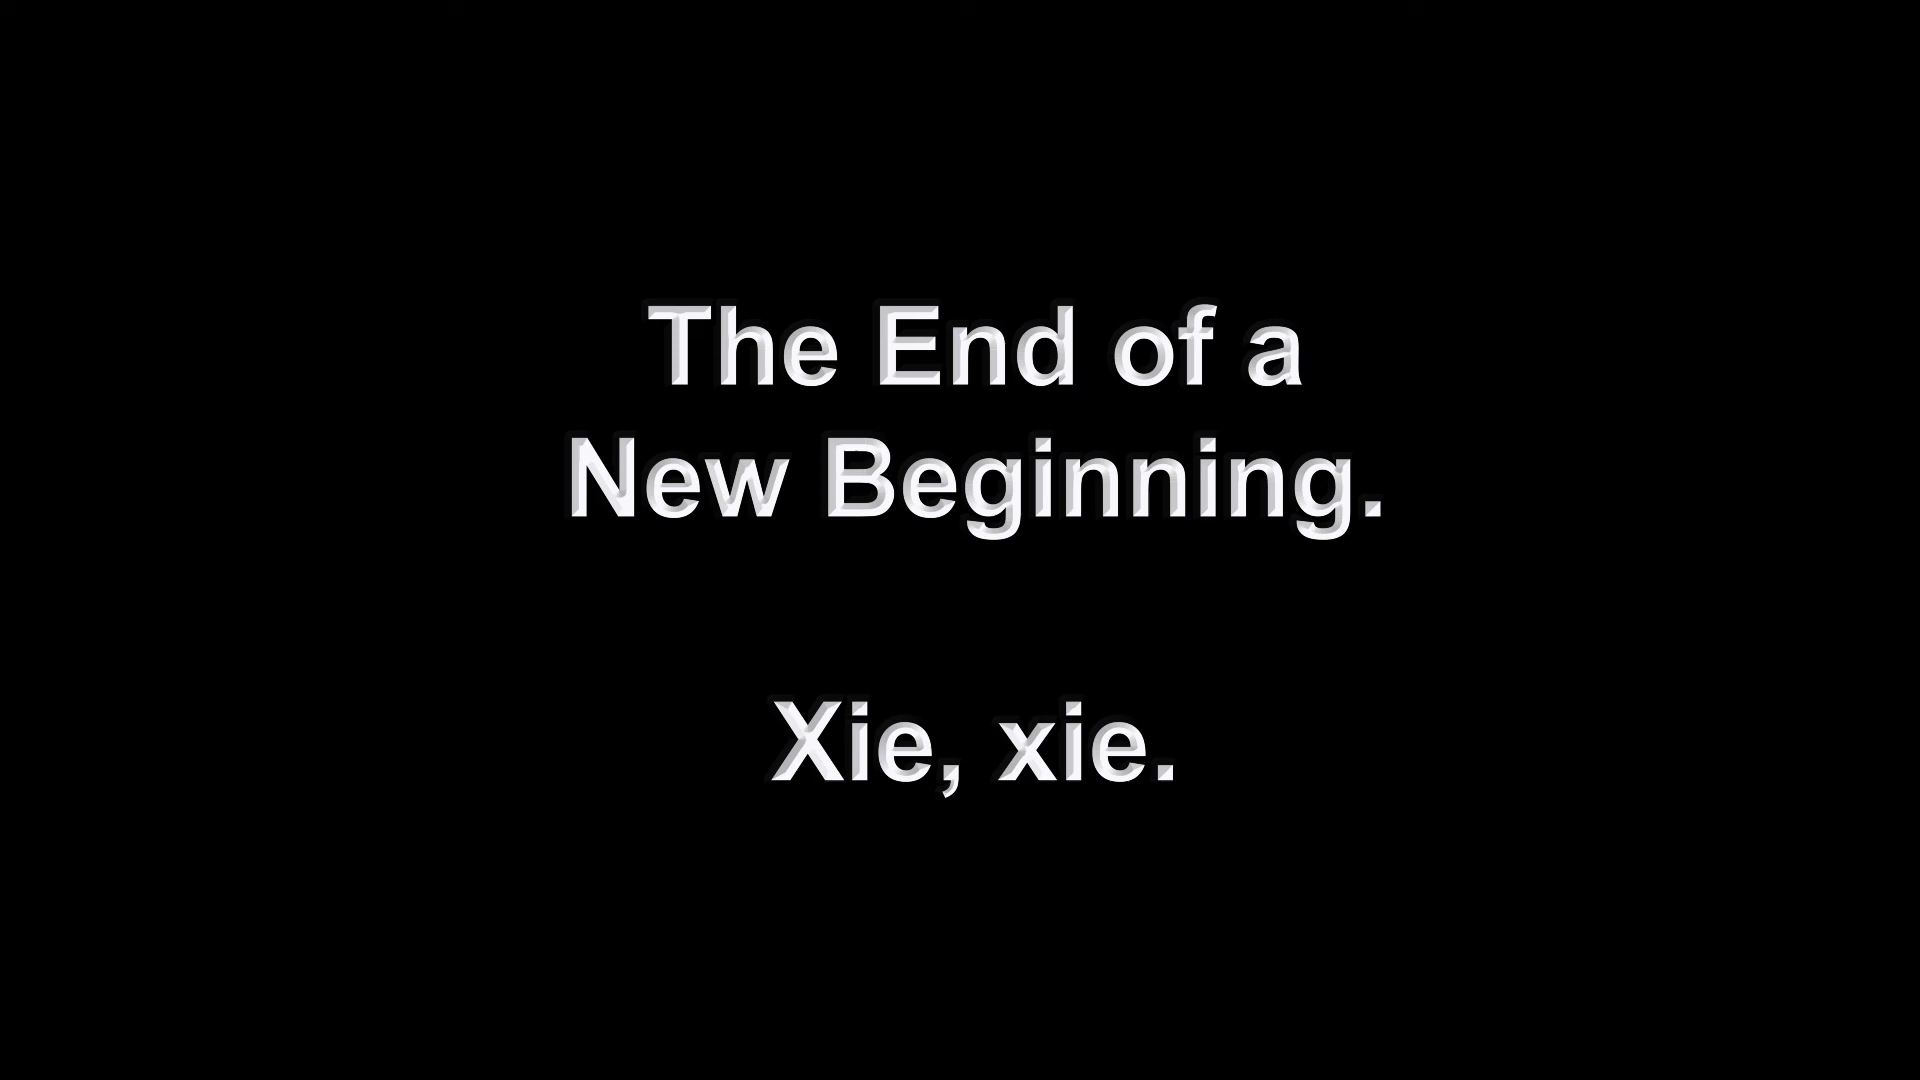 The End of a
New Beginning.
Xie, xie.